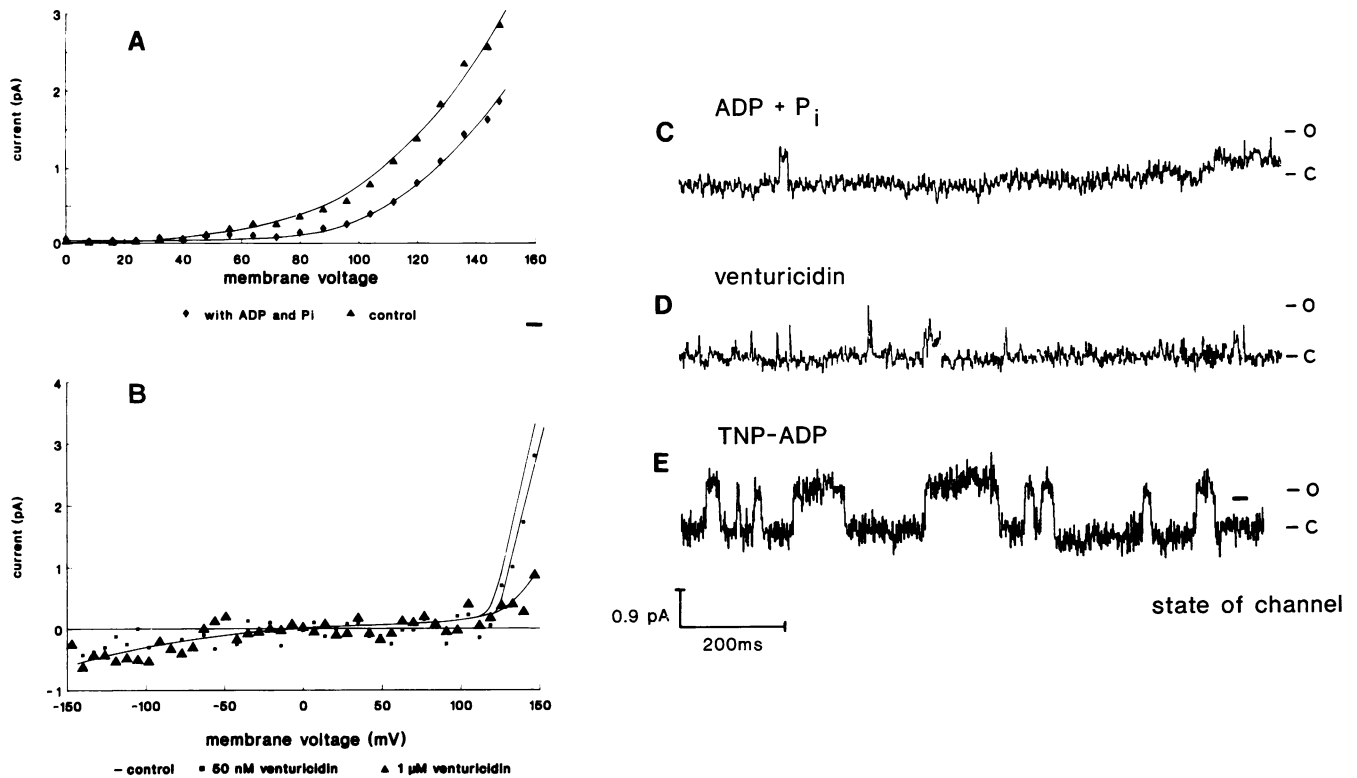 A
3
2
1
0
current (pA)
0 20 40 60 80 100 120 140 160
membrane voltage
♦ with ADP and Pi ▲ control
B
4
3
2
1
0
-1
current (pA)
-150 -100 -50 0 50 100 150
membrane voltage (mV)
– control ▪ 50 nM venturicidin ▲ 1 µM venturicidin
C
ADP + Pi
– O
– C
D
venturicidin
– O
– C
E
TNP-ADP
– O
– C
0.9 pA
200ms
state of channel